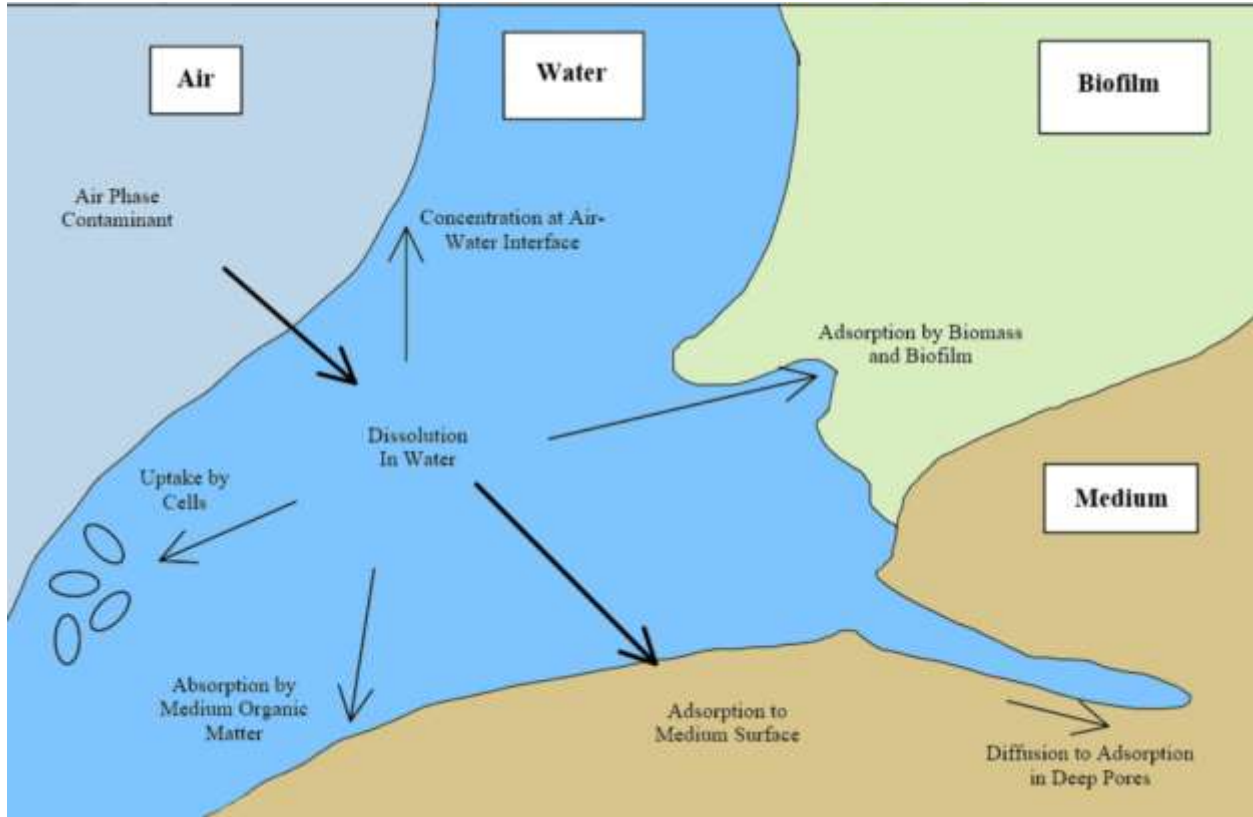 Air
Water
Biofilm
Air Phase
Contaminant
Concentration at Air-
Water Interface
Adsorption by Biomass
and Biofilm
Dissolution
In Water
Uptake by
Cells
Medium
Absorption by
Medium Organic
Matter
Adsorption to
Medium Surface
Diffusion to Adsorption
in Deep Pores